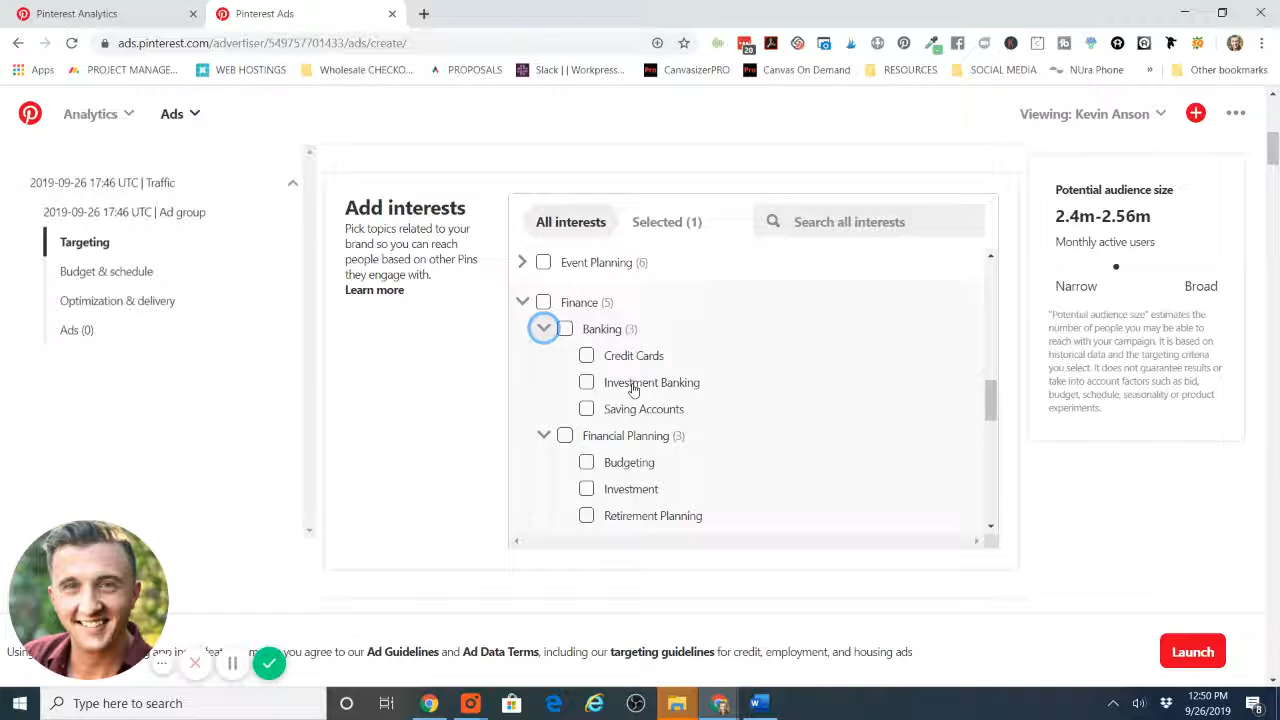 Pinterest Analytics
Pinterest Ads
ads.pinterest.com/advertiser/549757701433/ads/create/
20
PROJECT MANAGE...
WEB HOSTINGS
Wholesale CHECKO...
PROPOSALS
Slack | | Workpress...
Pro CanvasizerPRO
Pro Canvas On Demand
RESOURCES
SOCIAL MEDIA
NUra Phone
»
Other bookmarks
Analytics
Ads
Viewing: Kevin Anson
2019-09-26 17:46 UTC | Traffic
2019-09-26 17:46 UTC | Ad group
Targeting
Budget & schedule
Optimization & delivery
Ads (0)
Add interests
Pick topics related to your
brand so you can reach
people based on other Pins
they engage with.
Learn more
All interests
Selected (1)
Search all interests
Event Planning (6)
Finance (5)
Banking (3)
Credit Cards
Investment Banking
Saving Accounts
Financial Planning (3)
Budgeting
Investment
Retirement Planning
Potential audience size
2.4m-2.56m
Monthly active users
Narrow
Broad
"Potential audience size" estimates the
number of people you may be able to
reach with your campaign. It is based on
historical data and the targeting criteria
you select. It does not guarantee results or
take into account factors such as bid,
budget, schedule, seasonality or product
experiments.
you agree to our Ad Guidelines and Ad Data Terms, including our targeting guidelines for credit, employment, and housing ads
Launch
Type here to search
12:50 PM
9/26/2019
8